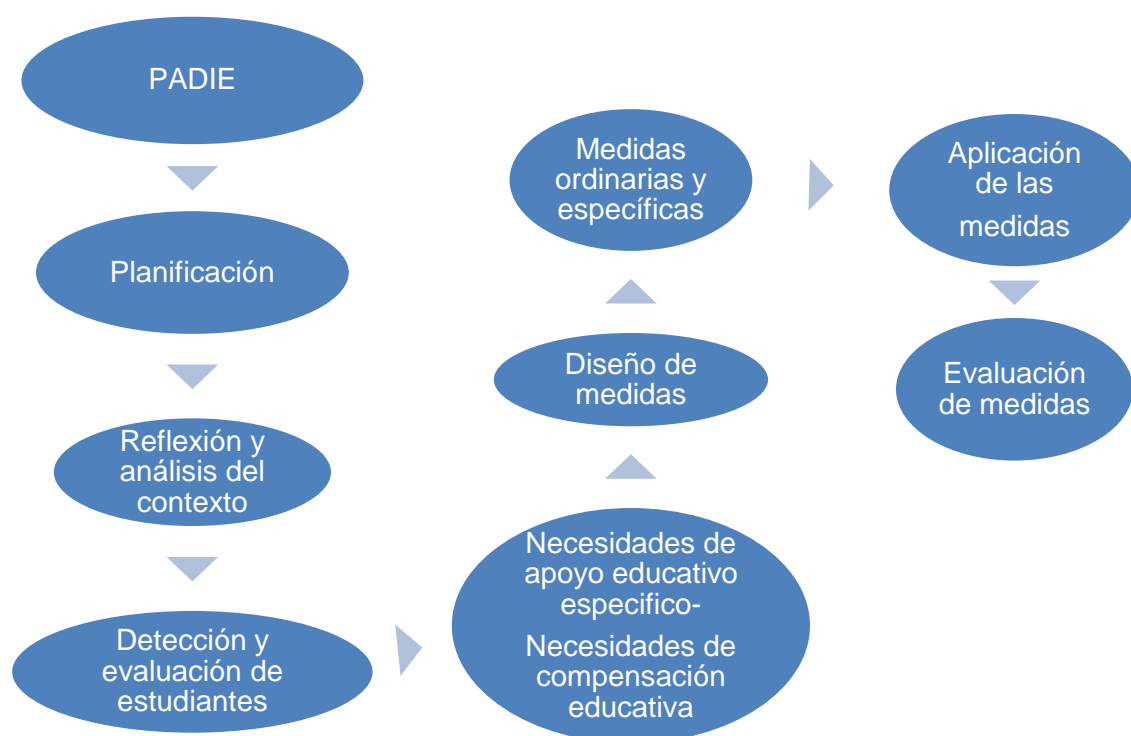 PADIE
Planificación
Reflexión y
análisis del
contexto
Detección y
evaluación de
estudiantes
Necesidades de
apoyo educativo
especifico-
Necesidades de
compensación
educativa
Diseño de
medidas
Medidas
ordinarias y
específicas
Aplicación
de las
medidas
Evaluación
de medidas